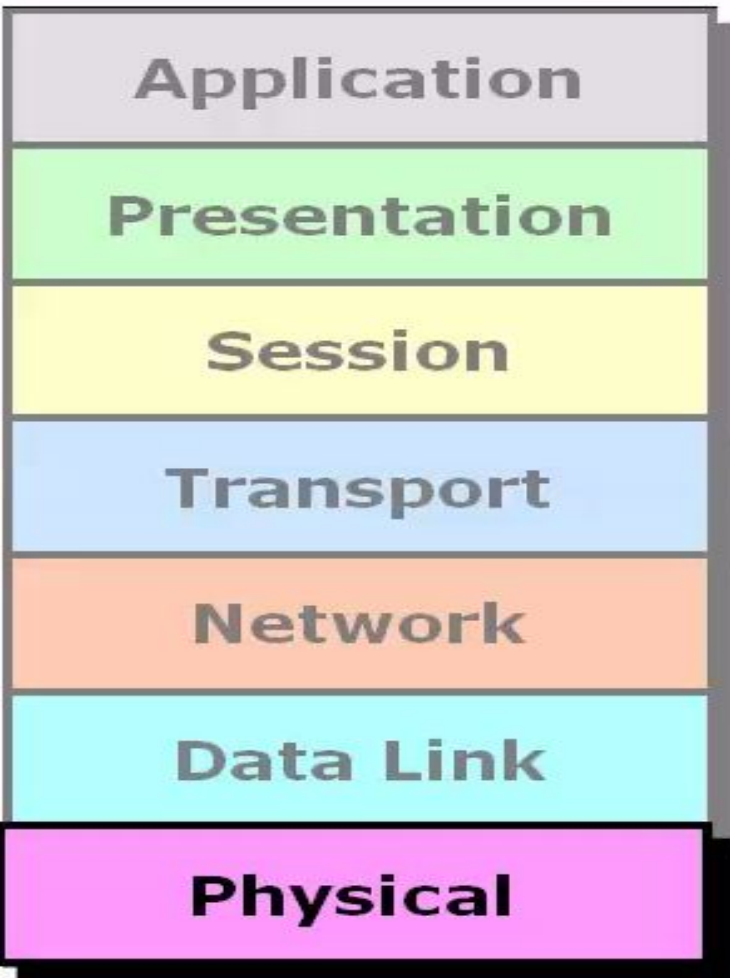 Application
Presentation
Session
Transport
Network
Data Link
Physical